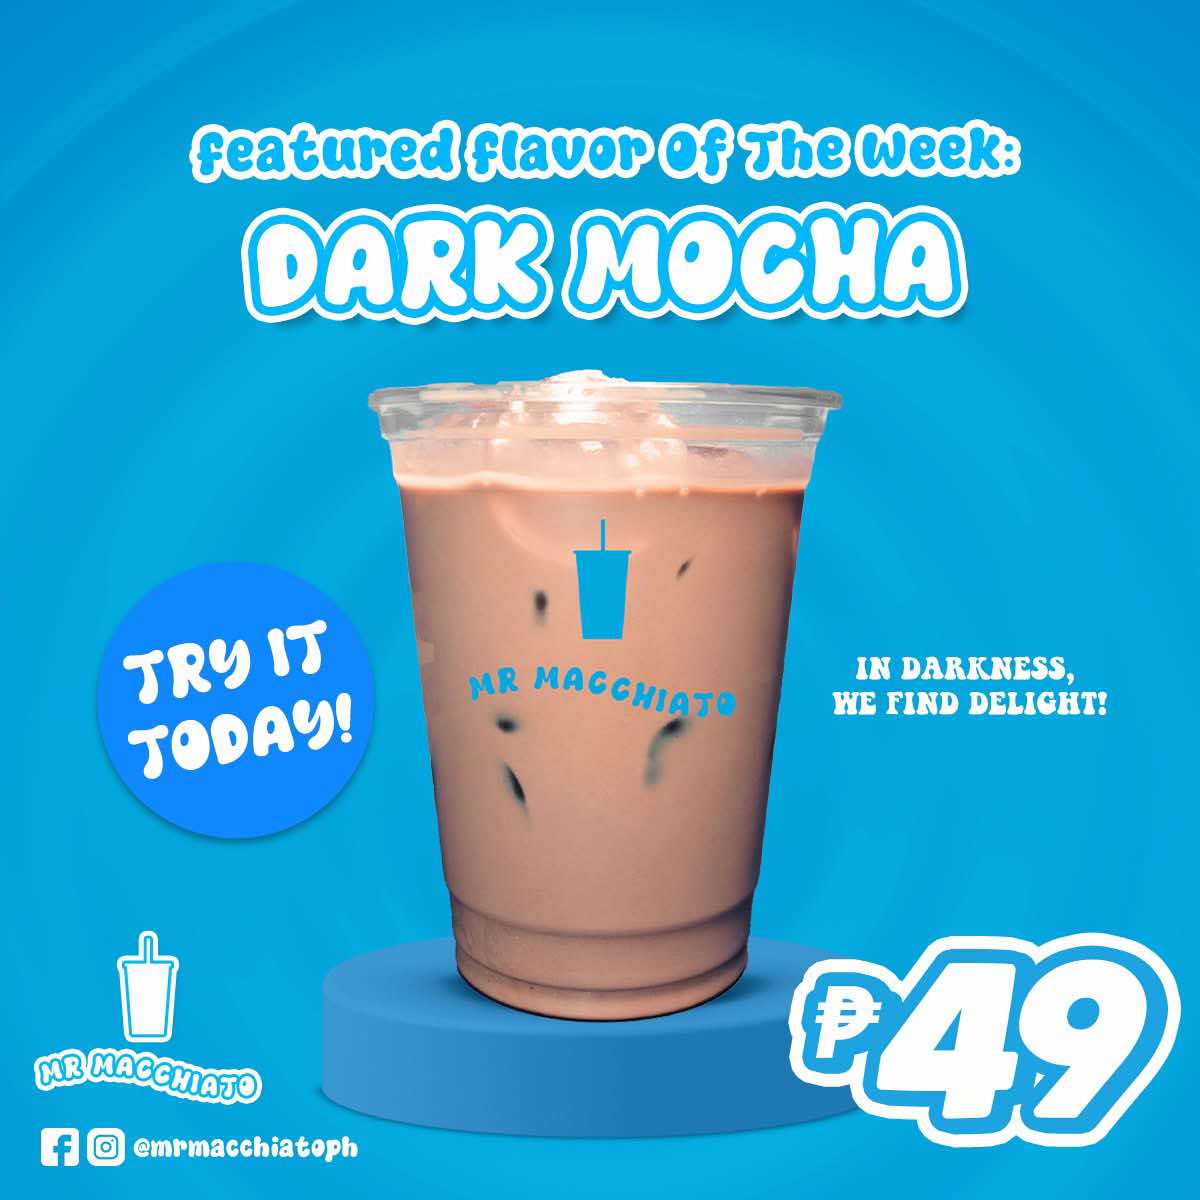 featured flavor Of The Week:
DARK MOCHA
MR MACCHIATO
TRY IT
TODAY!
IN DARKNESS,
WE FIND DELIGHT!
MR MACCHIATO
@mrmacchiatoph
₱49